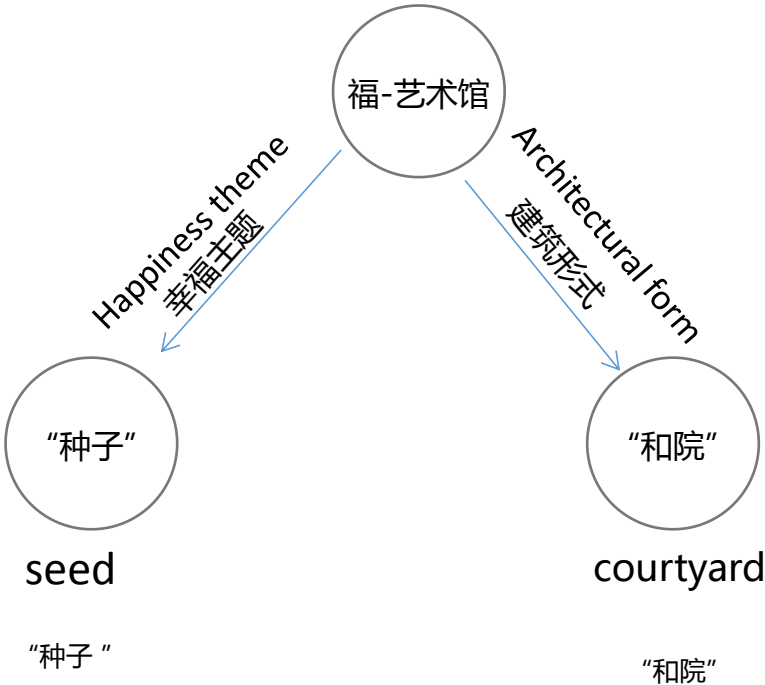 福-艺术馆
Happiness theme
幸福主题
Architectural form
建筑形式
“种子”
“和院”
seed
courtyard
“种子 ”
“和院”